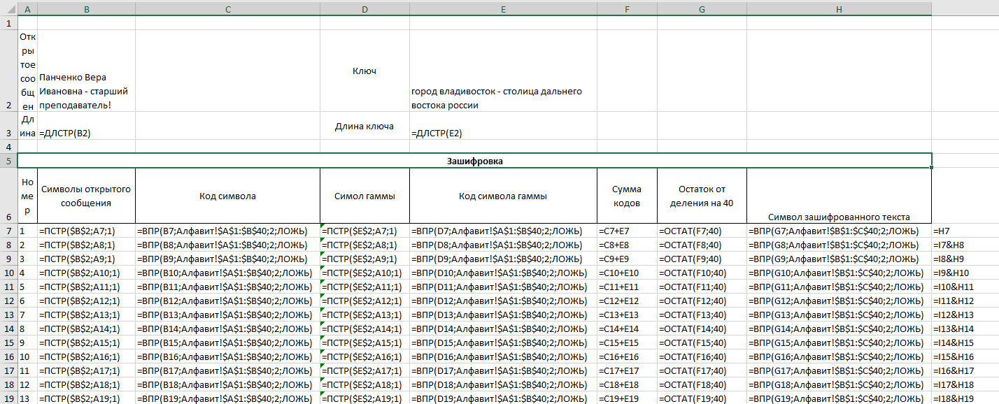 A B C D E F G H
1
Отк
ры
тое
соо
бщ
ен
Панченко Вера
Ивановна - старший
преподаватель!
Ключ
город владивосток - столица дальнего
востока россии
2
Дл
ина
=ДЛСТР(B2)
Длина ключа
=ДЛСТР(E2)
3
4
5 Зашифровка
Но
ме
р
Символы открытого
сообщения
Код символа
Симол гаммы
Код символа гаммы
Сумма
кодов
Остаток от
деления на 40
Символ зашифрованного текста
6
7 1 =ПСТР($B$2;A7;1) =ВПР(B7;Алфавит!$A$1:$B$40;2;ЛОЖЬ) =ПСТР($E$2;A7;1) =ВПР(D7;Алфавит!$A$1:$B$40;2;ЛОЖЬ) =C7+E7 =ОСТАТ(F7;40) =ВПР(G7;Алфавит!$B$1:$C$40;2;ЛОЖЬ) =H7
8 2 =ПСТР($B$2;A8;1) =ВПР(B8;Алфавит!$A$1:$B$40;2;ЛОЖЬ) =ПСТР($E$2;A8;1) =ВПР(D8;Алфавит!$A$1:$B$40;2;ЛОЖЬ) =C8+E8 =ОСТАТ(F8;40) =ВПР(G8;Алфавит!$B$1:$C$40;2;ЛОЖЬ) =I7&H8
9 3 =ПСТР($B$2;A9;1) =ВПР(B9;Алфавит!$A$1:$B$40;2;ЛОЖЬ) =ПСТР($E$2;A9;1) =ВПР(D9;Алфавит!$A$1:$B$40;2;ЛОЖЬ) =C9+E9 =ОСТАТ(F9;40) =ВПР(G9;Алфавит!$B$1:$C$40;2;ЛОЖЬ) =I8&H9
10 4 =ПСТР($B$2;A10;1) =ВПР(B10;Алфавит!$A$1:$B$40;2;ЛОЖЬ) =ПСТР($E$2;A10;1) =ВПР(D10;Алфавит!$A$1:$B$40;2;ЛОЖЬ) =C10+E10 =ОСТАТ(F10;40) =ВПР(G10;Алфавит!$B$1:$C$40;2;ЛОЖЬ) =I9&H10
11 5 =ПСТР($B$2;A11;1) =ВПР(B11;Алфавит!$A$1:$B$40;2;ЛОЖЬ) =ПСТР($E$2;A11;1) =ВПР(D11;Алфавит!$A$1:$B$40;2;ЛОЖЬ) =C11+E11 =ОСТАТ(F11;40) =ВПР(G11;Алфавит!$B$1:$C$40;2;ЛОЖЬ) =I10&H11
12 6 =ПСТР($B$2;A12;1) =ВПР(B12;Алфавит!$A$1:$B$40;2;ЛОЖЬ) =ПСТР($E$2;A12;1) =ВПР(D12;Алфавит!$A$1:$B$40;2;ЛОЖЬ) =C12+E12 =ОСТАТ(F12;40) =ВПР(G12;Алфавит!$B$1:$C$40;2;ЛОЖЬ) =I11&H12
13 7 =ПСТР($B$2;A13;1) =ВПР(B13;Алфавит!$A$1:$B$40;2;ЛОЖЬ) =ПСТР($E$2;A13;1) =ВПР(D13;Алфавит!$A$1:$B$40;2;ЛОЖЬ) =C13+E13 =ОСТАТ(F13;40) =ВПР(G13;Алфавит!$B$1:$C$40;2;ЛОЖЬ) =I12&H13
14 8 =ПСТР($B$2;A14;1) =ВПР(B14;Алфавит!$A$1:$B$40;2;ЛОЖЬ) =ПСТР($E$2;A14;1) =ВПР(D14;Алфавит!$A$1:$B$40;2;ЛОЖЬ) =C14+E14 =ОСТАТ(F14;40) =ВПР(G14;Алфавит!$B$1:$C$40;2;ЛОЖЬ) =I13&H14
15 9 =ПСТР($B$2;A15;1) =ВПР(B15;Алфавит!$A$1:$B$40;2;ЛОЖЬ) =ПСТР($E$2;A15;1) =ВПР(D15;Алфавит!$A$1:$B$40;2;ЛОЖЬ) =C15+E15 =ОСТАТ(F15;40) =ВПР(G15;Алфавит!$B$1:$C$40;2;ЛОЖЬ) =I14&H15
16 10 =ПСТР($B$2;A16;1) =ВПР(B16;Алфавит!$A$1:$B$40;2;ЛОЖЬ) =ПСТР($E$2;A16;1) =ВПР(D16;Алфавит!$A$1:$B$40;2;ЛОЖЬ) =C16+E16 =ОСТАТ(F16;40) =ВПР(G16;Алфавит!$B$1:$C$40;2;ЛОЖЬ) =I15&H16
17 11 =ПСТР($B$2;A17;1) =ВПР(B17;Алфавит!$A$1:$B$40;2;ЛОЖЬ) =ПСТР($E$2;A17;1) =ВПР(D17;Алфавит!$A$1:$B$40;2;ЛОЖЬ) =C17+E17 =ОСТАТ(F17;40) =ВПР(G17;Алфавит!$B$1:$C$40;2;ЛОЖЬ) =I16&H17
18 12 =ПСТР($B$2;A18;1) =ВПР(B18;Алфавит!$A$1:$B$40;2;ЛОЖЬ) =ПСТР($E$2;A18;1) =ВПР(D18;Алфавит!$A$1:$B$40;2;ЛОЖЬ) =C18+E18 =ОСТАТ(F18;40) =ВПР(G18;Алфавит!$B$1:$C$40;2;ЛОЖЬ) =I17&H18
19 13 =ПСТР($B$2;A19;1) =ВПР(B19;Алфавит!$A$1:$B$40;2;ЛОЖЬ) =ПСТР($E$2;A19;1) =ВПР(D19;Алфавит!$A$1:$B$40;2;ЛОЖЬ) =C19+E19 =ОСТАТ(F19;40) =ВПР(G19;Алфавит!$B$1:$C$40;2;ЛОЖЬ) =I18&H19